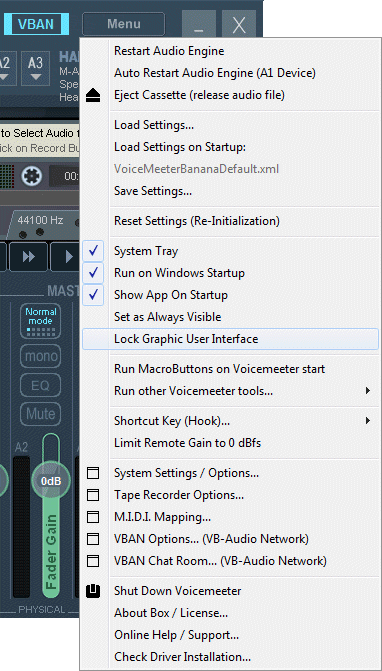 VBAN
Menu
A2
A3
HA
M-A
Spe
Hea
to Select Audio f
ick on Record Bu
00:
44100 Hz
MAST
Normal
mode
mono
EQ
Mute
A2
0dB
Fader Gain
PHYSICAL
Restart Audio Engine
Auto Restart Audio Engine (A1 Device)
Eject Cassette (release audio file)
Load Settings...
Load Settings on Startup:
VoiceMeeterBananaDefault.xml
Save Settings...
Reset Settings (Re-Initialization)
System Tray
Run on Windows Startup
Show App On Startup
Set as Always Visible
Lock Graphic User Interface
Run MacroButtons on Voicemeeter start
Run other Voicemeeter tools...
Shortcut Key (Hook)...
Limit Remote Gain to 0 dBfs
System Settings / Options...
Tape Recorder Options...
M.I.D.I. Mapping...
VBAN Options... (VB-Audio Network)
VBAN Chat Room... (VB-Audio Network)
Shut Down Voicemeeter
About Box / License...
Online Help / Support...
Check Driver Installation...